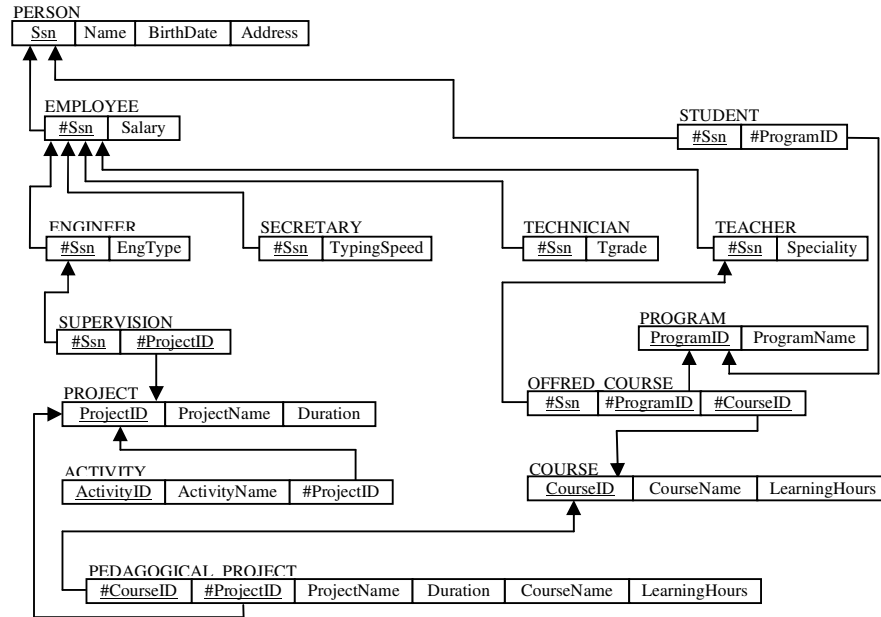 PERSON
Ssn Name BirthDate Address
EMPLOYEE
#Ssn Salary
STUDENT
#Ssn #ProgramID
ENGINEER
#Ssn EngType
SECRETARY
#Ssn TypingSpeed
TECHNICIAN
#Ssn Tgrade
TEACHER
#Ssn Speciality
SUPERVISION
#Ssn #ProjectID
PROGRAM
ProgramID ProgramName
PROJECT
ProjectID ProjectName Duration
OFFRED_COURSE
#Ssn #ProgramID #CourseID
ACTIVITY
ActivityID ActivityName #ProjectID
COURSE
CourseID CourseName LearningHours
PEDAGOGICAL_PROJECT
#CourseID #ProjectID ProjectName Duration CourseName LearningHours